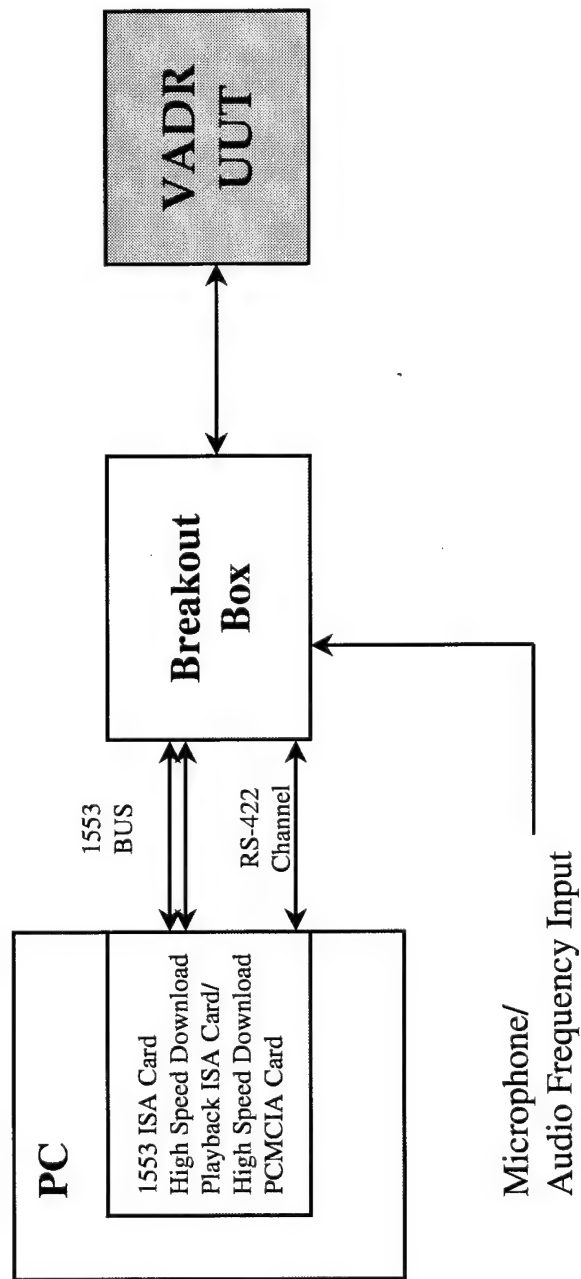 PC
1553 ISA Card
High Speed Download
Playback ISA Card/
High Speed Download
PCMCIA Card
1553
BUS
RS-422
Channel
Breakout
Box
VADR
UUT
Microphone/
Audio Frequency Input